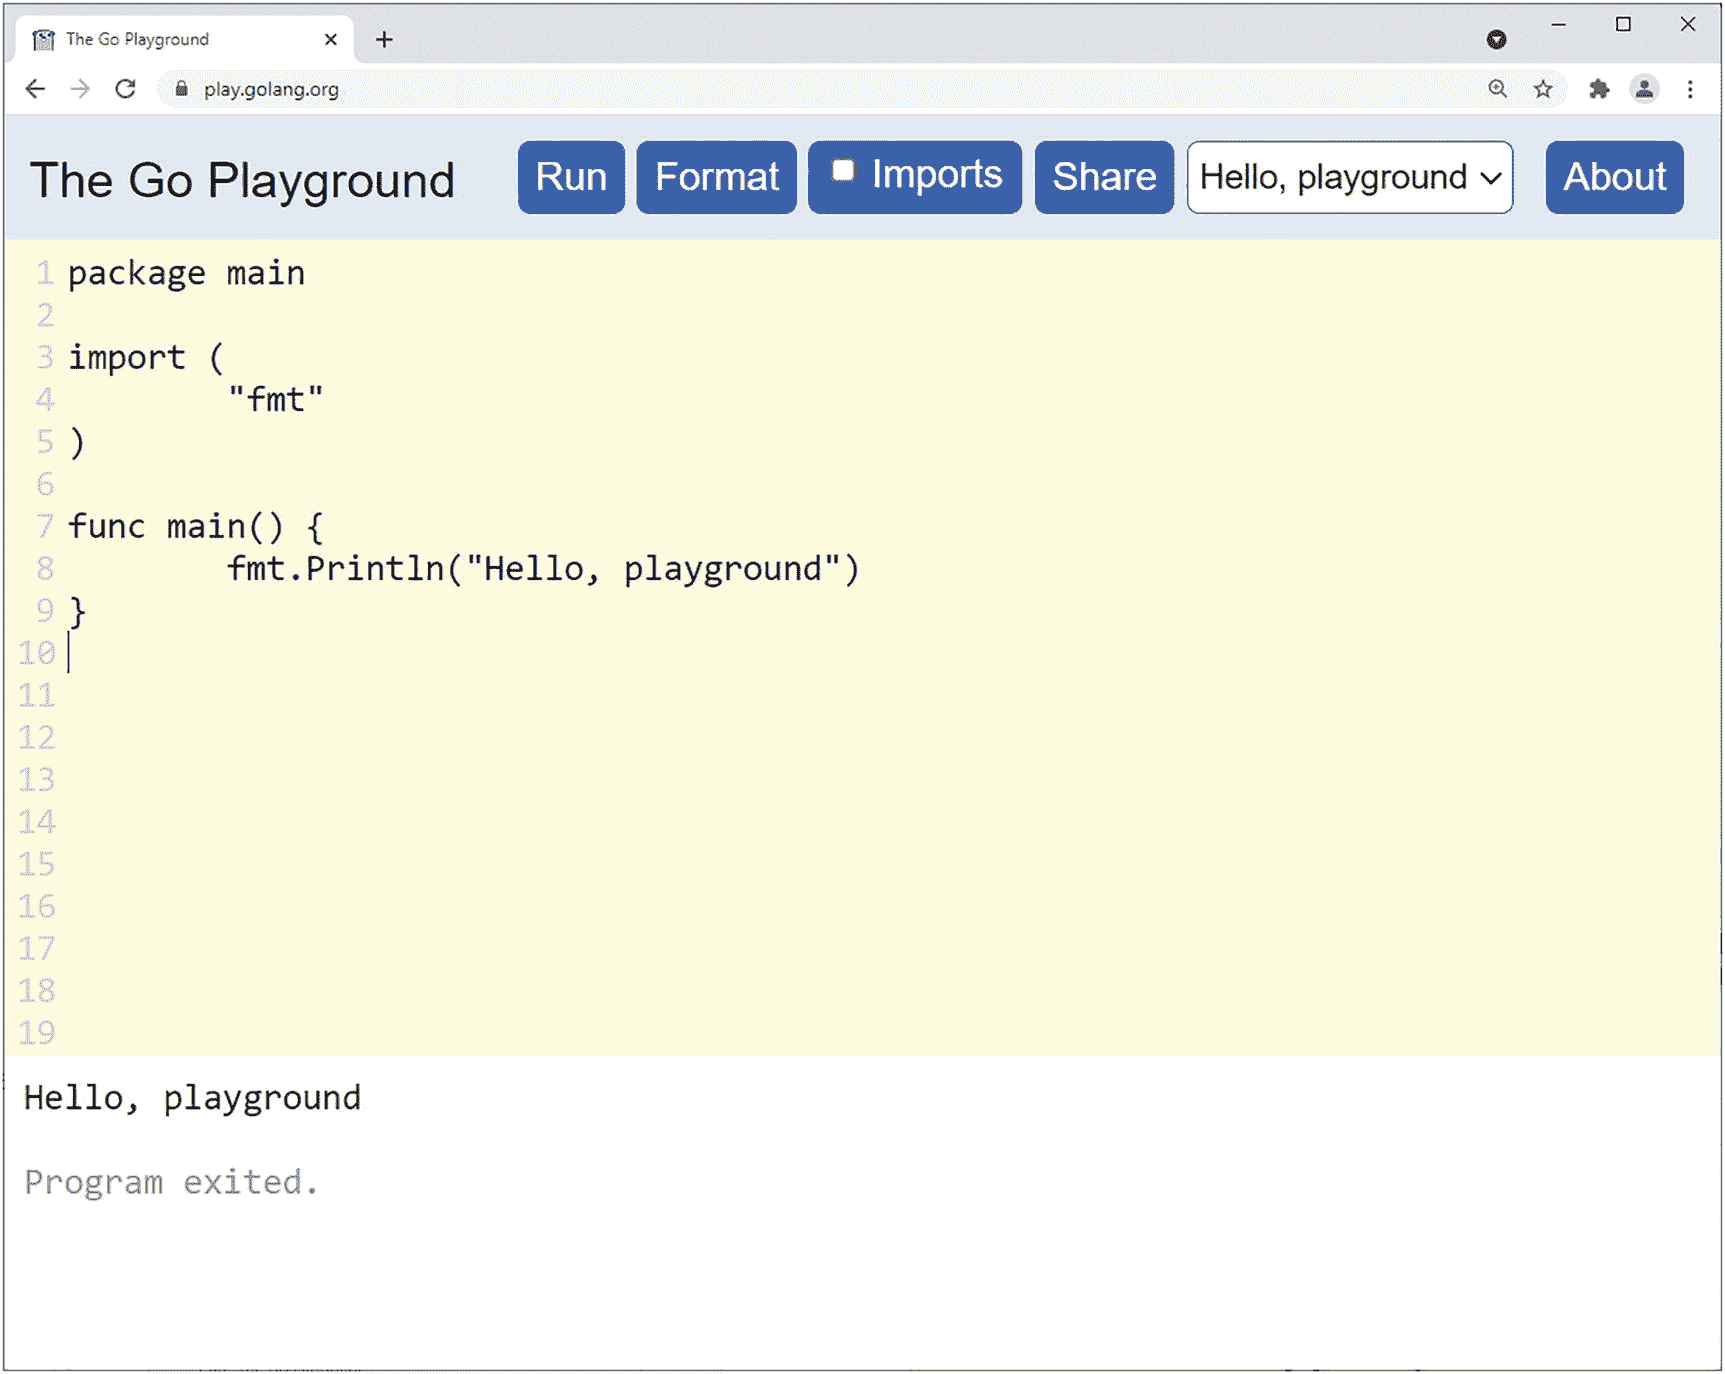 The Go Playground
play.golang.org
The Go Playground Run Format Imports Share Hello, playground About
1 package main
2
3 import (
4 "fmt"
5 )
6
7 func main() {
8 fmt.Println("Hello, playground")
9 }
10
11
12
13
14
15
16
17
18
19
Hello, playground
Program exited.